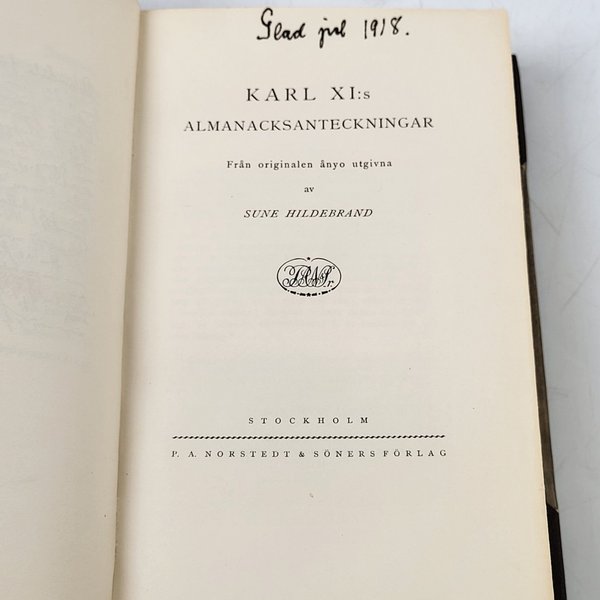 Glad jul 1918.
KARL XI:s
ALMANACKSANTECKNINGAR
Från originalen ånyo utgivna
av
SUNE HILDEBRAND
STOCKHOLM
P. A. NORSTEDT & SÖNERS FÖRLAG